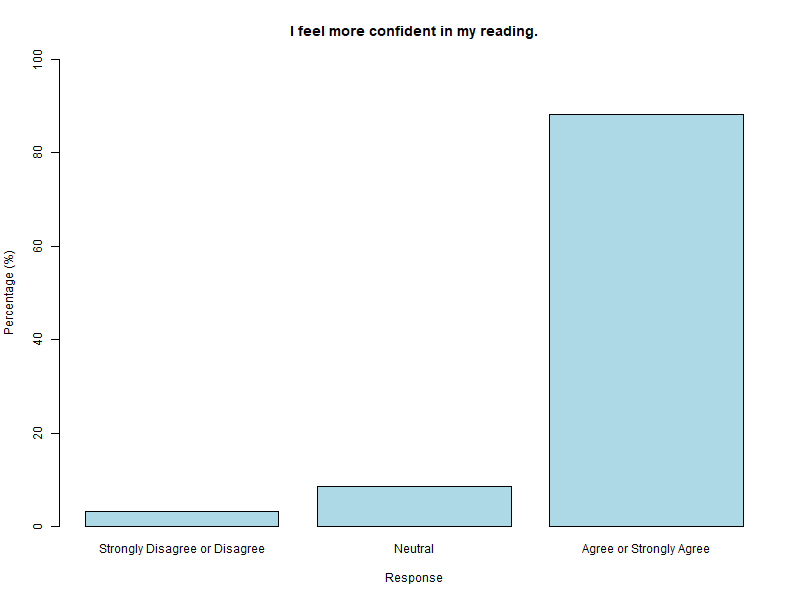 I feel more confident in my reading.
Percentage (%)
100
80
60
40
20
0
Strongly Disagree or Disagree
Neutral
Agree or Strongly Agree
Response